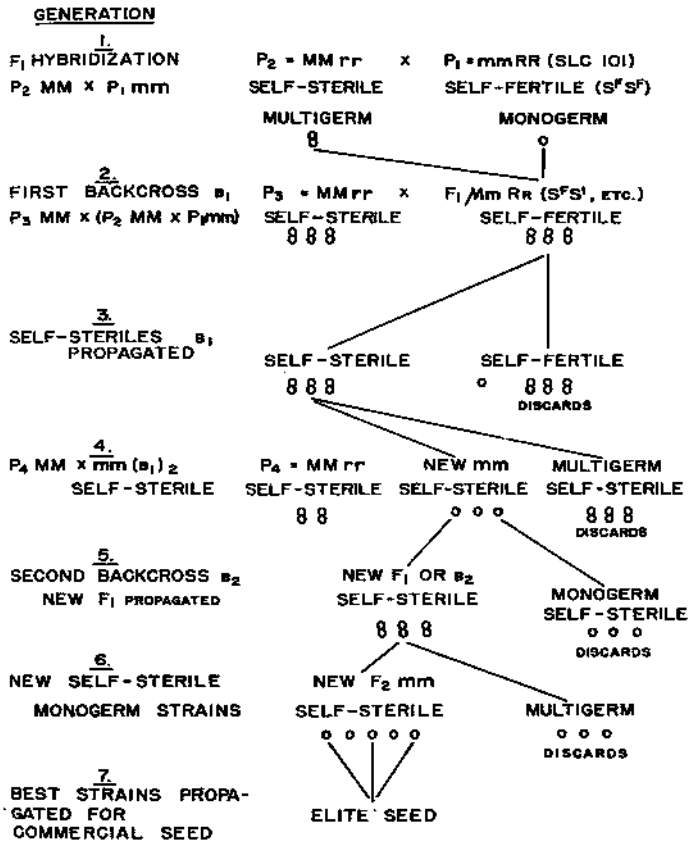 GENERATION
1.
F₁ HYBRIDIZATION P₂ = MM rr x P₁ = mm RR (SLC 101)
P₂ MM X P₁ mm SELF-STERILE SELF-FERTILE (SᶠSᶠ)
MULTIGERM MONOGERM
2.
FIRST BACKCROSS B₁ P₃ = MM rr x F₁ Mm RR (SᶠS¹, ETC.)
P₃ MM X (P₂ MM X P₁mm) SELF-STERILE SELF-FERTILE
3.
SELF-STERILES B₁
PROPAGATED
SELF-STERILE SELF-FERTILE
DISCARDS
4.
P₄ MM X mm (B₁)₂ P₄ = MM rr NEW mm MULTIGERM
SELF-STERILE SELF-STERILE SELF-STERILE SELF-STERILE
DISCARDS
5.
SECOND BACKCROSS B₂ NEW F₁ OR B₂
NEW F₁ PROPAGATED SELF-STERILE
MONOGERM
SELF-STERILE
DISCARDS
6.
NEW SELF-STERILE NEW F₂ mm
MONOGERM STRAINS SELF-STERILE MULTIGERM
DISCARDS
7.
BEST STRAINS PROPA-
GATED FOR ELITE SEED
COMMERCIAL SEED